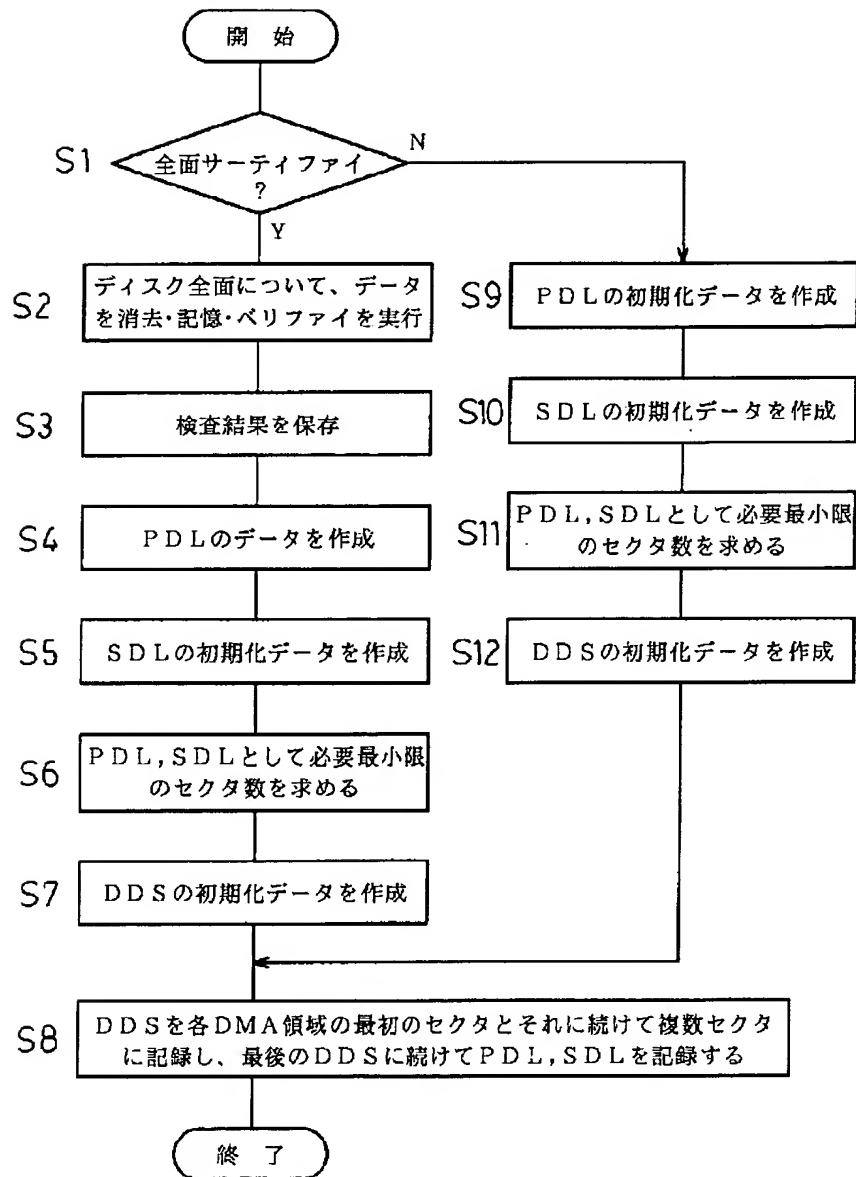 開 始
S1
全面サーティファイ
?
N
Y
S2
ディスク全面について、データ
を消去・記憶・ベリファイを実行
S3
検査結果を保存
S4
PDLのデータを作成
S5
SDLの初期化データを作成
S6
PDL,SDLとして必要最小限
のセクタ数を求める
S7
DDSの初期化データを作成
S9
PDLの初期化データを作成
S10
SDLの初期化データを作成
S11
PDL,SDLとして必要最小限
のセクタ数を求める
S12
DDSの初期化データを作成
S8
DDSを各DMA領域の最初のセクタとそれに続けて複数セクタ
に記録し、最後のDDSに続けてPDL,SDLを記録する
終 了